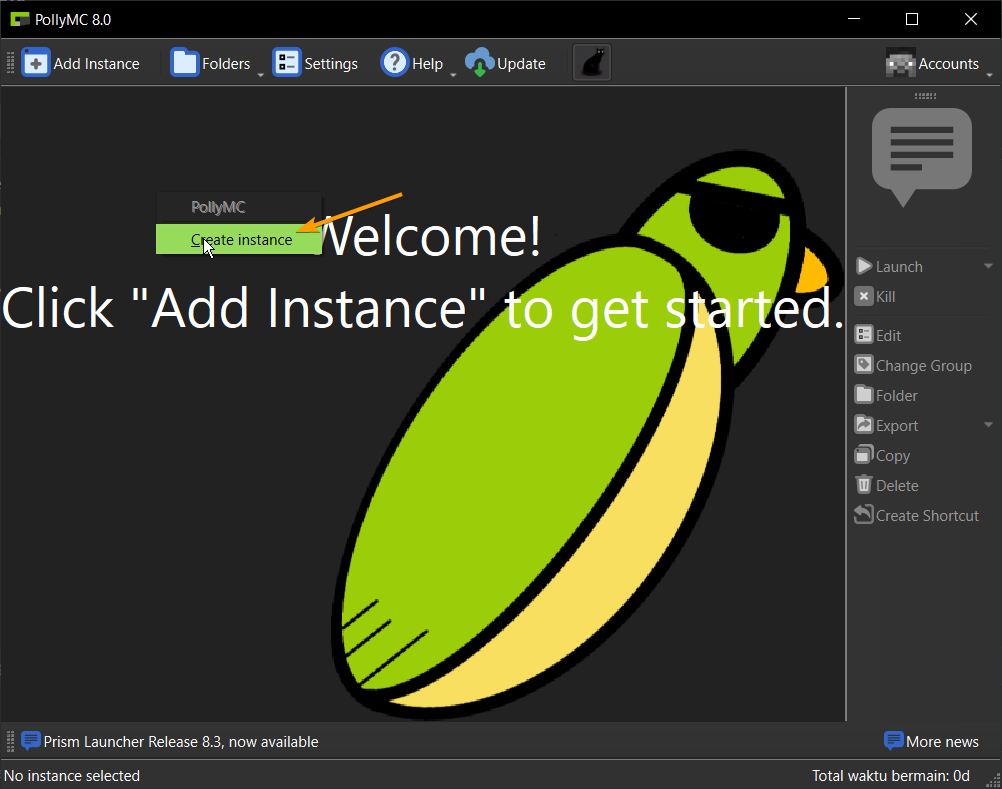 PollyMC 8.0
Add Instance Folders Settings Help Update Accounts
PollyMC
Create instance
Welcome!
Click "Add Instance" to get started.
Launch
Kill
Edit
Change Group
Folder
Export
Copy
Delete
Create Shortcut
Prism Launcher Release 8.3, now available More news
No instance selected Total waktu bermain: 0d